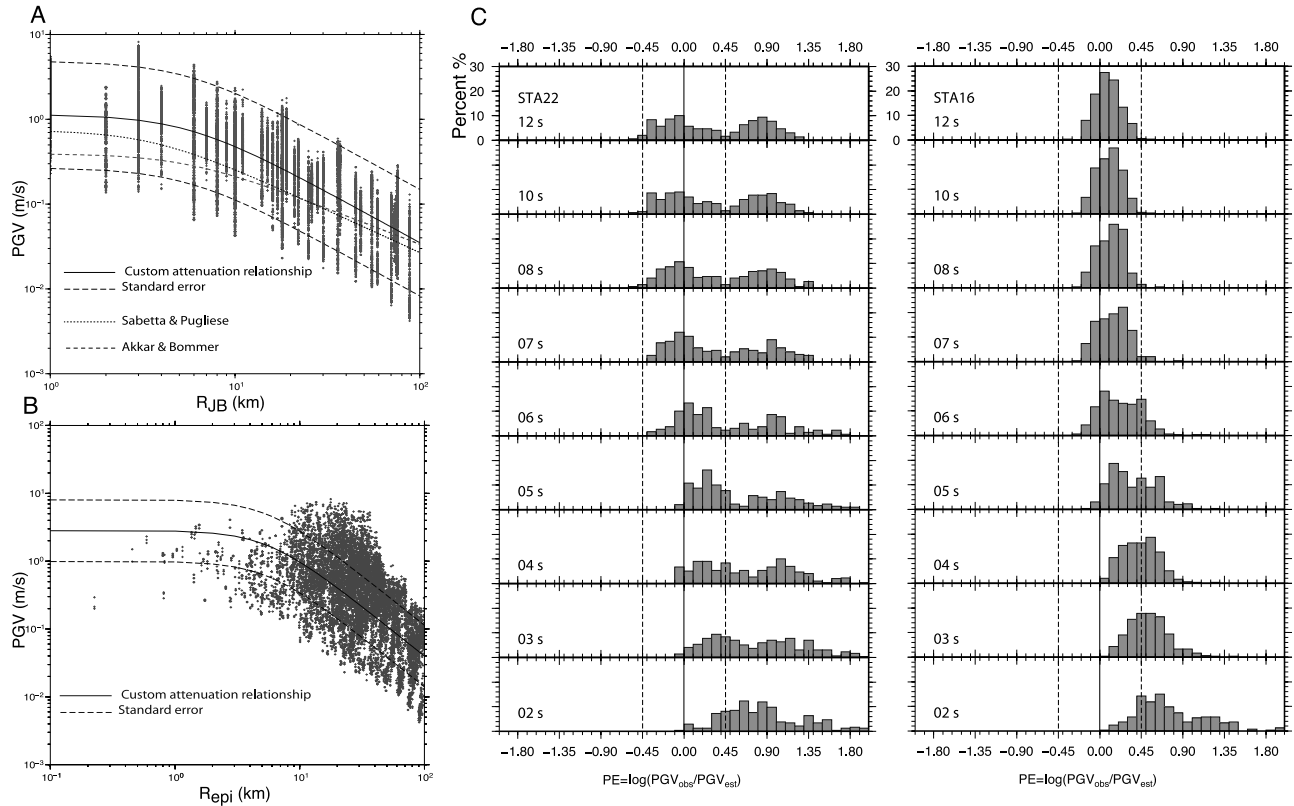 A
10¹
10⁰
10⁻¹
10⁻²
10⁻³
PGV (m/s)
Custom attenuation relationship
Standard error
Sabetta & Pugliese
Akkar & Bommer
10⁰
10¹
10²
R_JB (km)
B
10²
10¹
10⁰
10⁻¹
10⁻²
10⁻³
PGV (m/s)
Custom attenuation relationship
Standard error
10⁻¹
10⁰
10¹
10²
R_epi (km)
C
−1.80 −1.35 −0.90 −0.45 0.00 0.45 0.90 1.35 1.80
30
20
10
0
Percent %
STA22
12 s
10 s
08 s
07 s
06 s
05 s
04 s
03 s
02 s
−1.80 −1.35 −0.90 −0.45 0.00 0.45 0.90 1.35 1.80
PE=log(PGV_obs/PGV_est)
−1.80 −1.35 −0.90 −0.45 0.00 0.45 0.90 1.35 1.80
30
20
10
0
STA16
12 s
10 s
08 s
07 s
06 s
05 s
04 s
03 s
02 s
−1.80 −1.35 −0.90 −0.45 0.00 0.45 0.90 1.35 1.80
PE=log(PGV_obs/PGV_est)